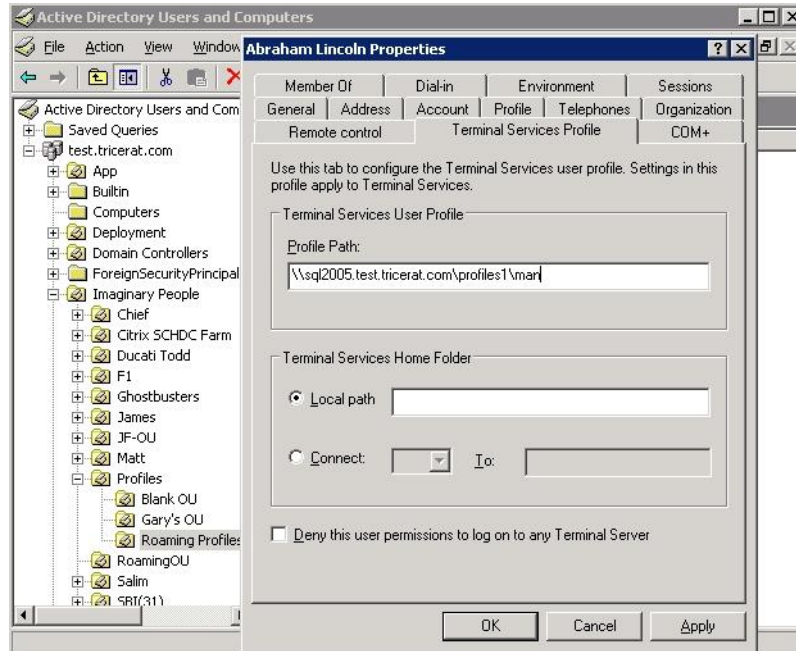 Active Directory Users and Computers
File Action View Window
Active Directory Users and Com
Saved Queries
test.tricerat.com
App
Builtin
Computers
Deployment
Domain Controllers
ForeignSecurityPrincipal
Imaginary People
Chief
Citrix SCHDC Farm
Ducati Todd
F1
Ghostbusters
James
JF-OU
Matt
Profiles
Blank OU
Gary's OU
Roaming Profiles
RoamingOU
Salim
SBI(31)
Abraham Lincoln Properties
Member Of Dial-in Environment Sessions
General Address Account Profile Telephones Organization
Remote control Terminal Services Profile COM+
Use this tab to configure the Terminal Services user profile. Settings in this
profile apply to Terminal Services.
Terminal Services User Profile
Profile Path:
\\sql2005.test.tricerat.com\profiles1\man
Terminal Services Home Folder
Local path
Connect: To:
Deny this user permissions to log on to any Terminal Server
OK Cancel Apply